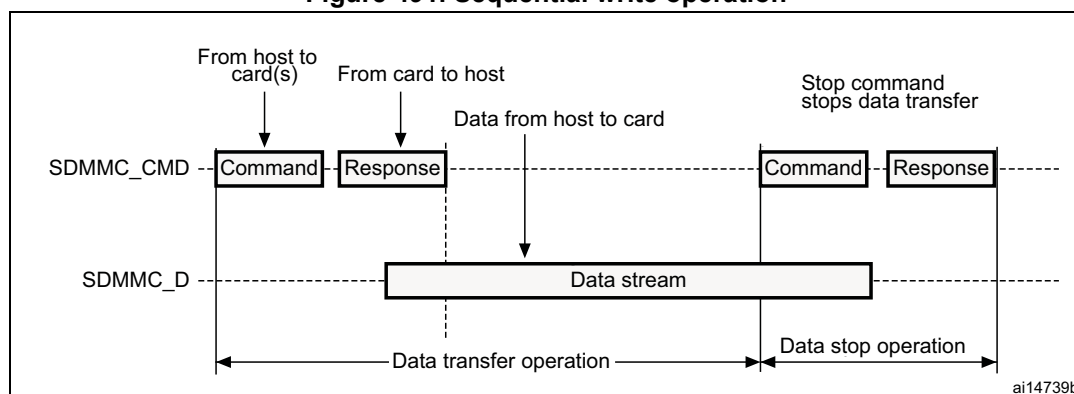 From host to
card(s)
From card to host
Stop command
stops data transfer
Data from host to card
SDMMC_CMD
Command
Response
Command
Response
SDMMC_D
Data stream
Data transfer operation
Data stop operation
ai14739b